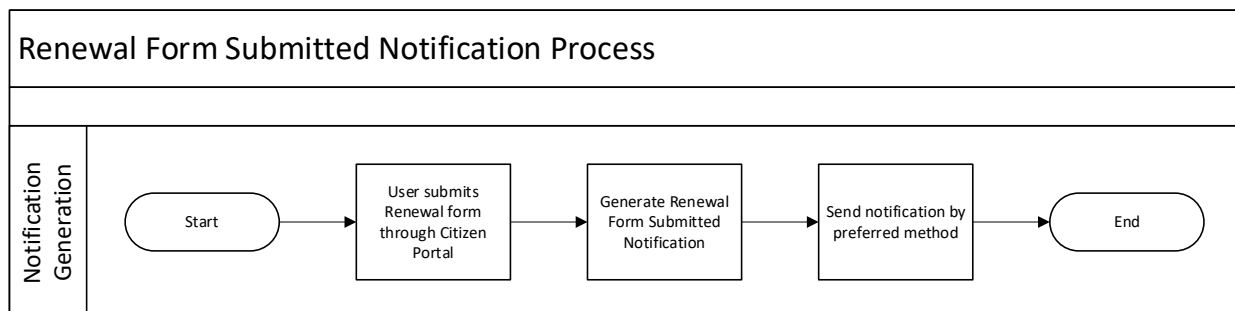 Renewal Form Submitted Notification Process
Notification
Generation
Start
User submits
Renewal form
through Citizen
Portal
Generate Renewal
Form Submitted
Notification
Send notification by
preferred method
End